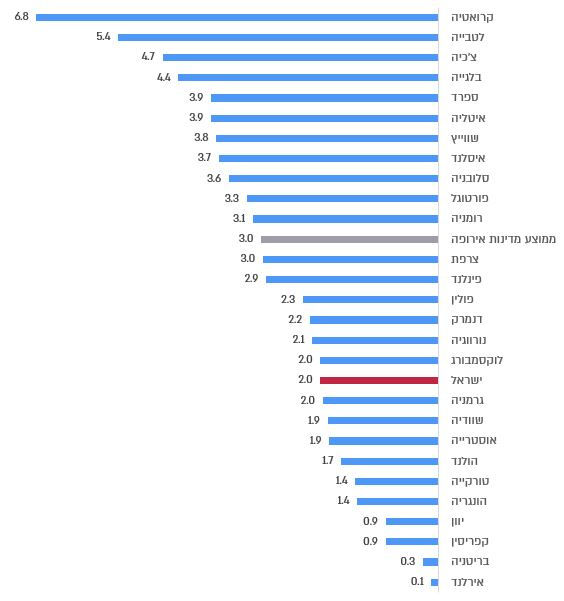 קרואטיה 6.8
לטבייה 5.4
צ'כיה 4.7
בלגייה 4.4
ספרד 3.9
איטליה 3.9
שווייץ 3.8
איסלנד 3.7
סלובניה 3.6
פורטוגל 3.3
רומניה 3.1
ממוצע מדינות אירופה 3.0
צרפת 3.0
פינלנד 2.9
פולין 2.3
דנמרק 2.2
נורווגיה 2.1
לוקסמבורג 2.0
ישראל 2.0
גרמניה 2.0
שוודיה 1.9
אוסטרייה 1.9
הולנד 1.7
טורקייה 1.4
הונגריה 1.4
יוון 0.9
קפריסין 0.9
בריטניה 0.3
אירלנד 0.1